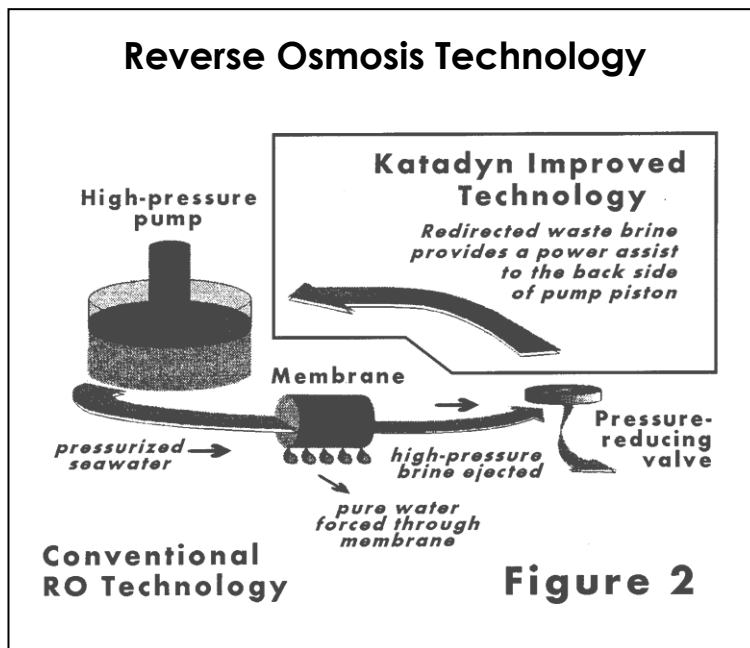 Reverse Osmosis Technology
Katadyn Improved
Technology
Redirected waste brine
provides a power assist
to the back side
of pump piston
High-pressure
pump
Membrane
pressurized
seawater
high-pressure
brine ejected
Pressure-
reducing
valve
pure water
forced through
membrane
Conventional
RO Technology
Figure 2